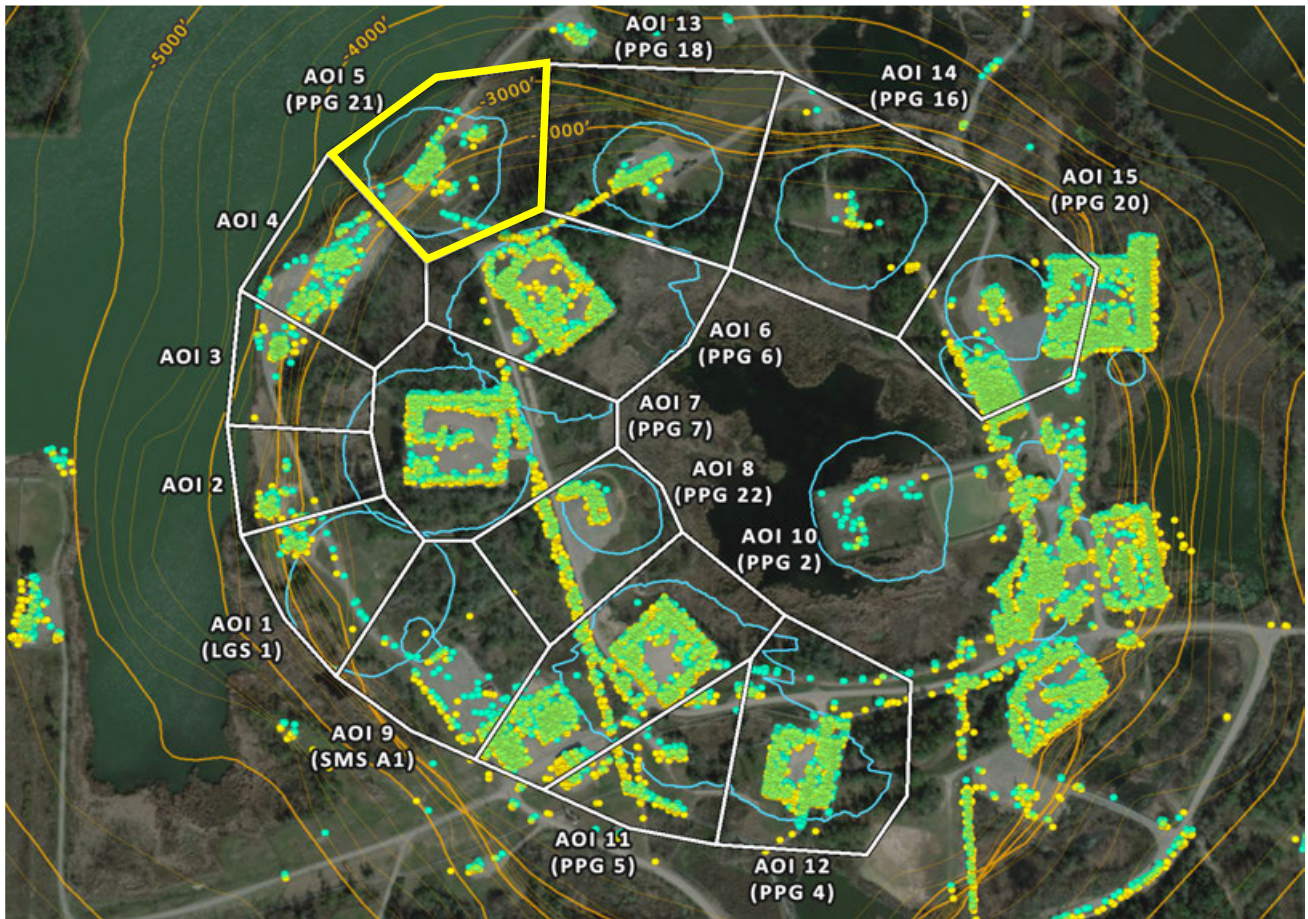 -5000'
-4000'
AOI 13
(PPG 18)
AOI 5
(PPG 21)
AOI 14
(PPG 16)
-3000'
AOI 15
(PPG 20)
AOI 4
AOI 3
AOI 6
(PPG 6)
AOI 7
(PPG 7)
AOI 2
AOI 8
(PPG 22)
AOI 10
(PPG 2)
AOI 1
(LGS 1)
AOI 9
(SMS A1)
AOI 11
(PPG 5)
AOI 12
(PPG 4)